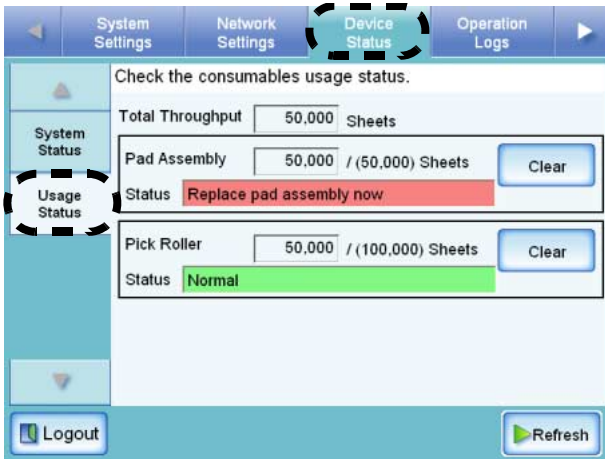 System Settings
Network Settings
Device Status
Operation Logs
Check the consumables usage status.
System Status
Usage Status
Total Throughput 50,000 Sheets
Pad Assembly 50,000 / (50,000) Sheets Clear
Status Replace pad assembly now
Pick Roller 50,000 / (100,000) Sheets Clear
Status Normal
Logout
Refresh